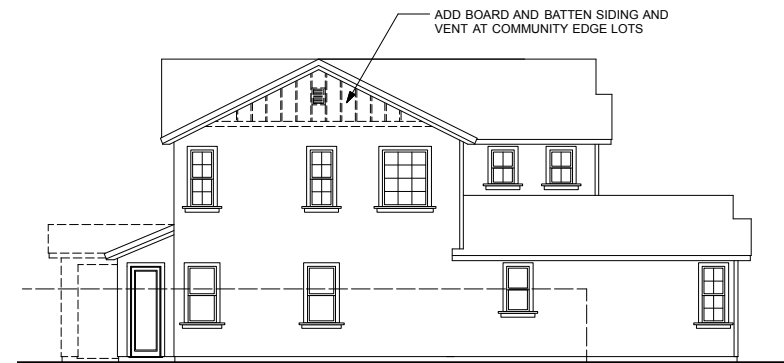 ADD BOARD AND BATTEN SIDING AND
VENT AT COMMUNITY EDGE LOTS